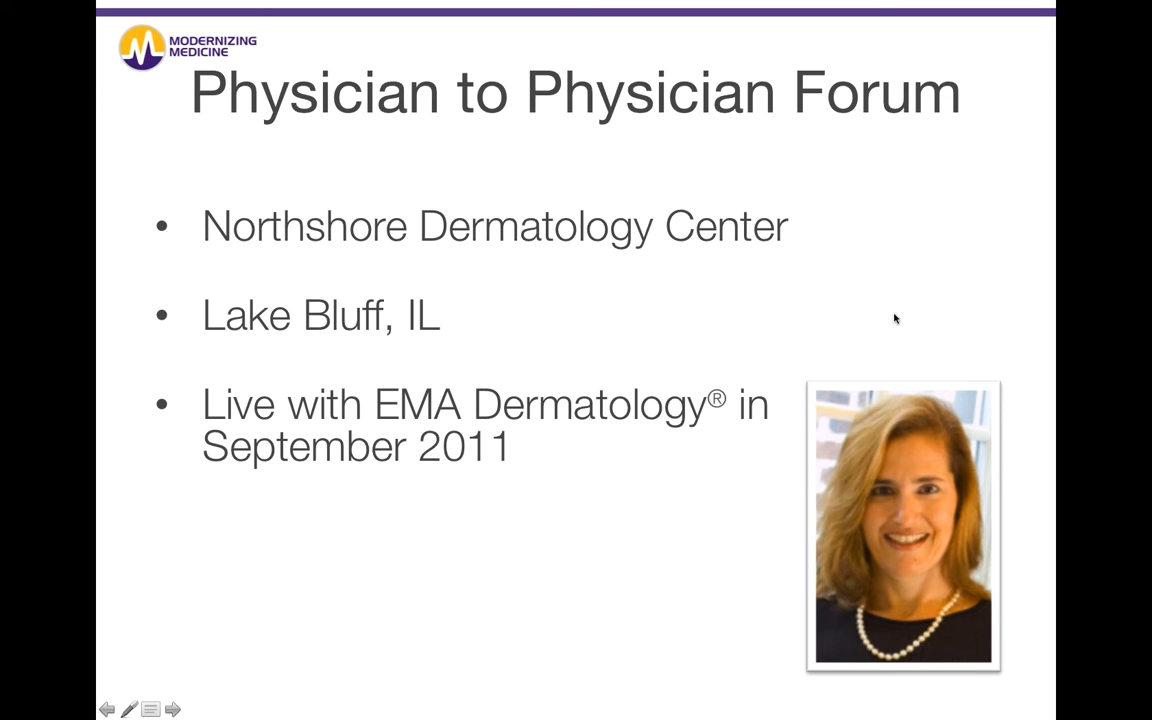 MODERNIZING
MEDICINE
Physician to Physician Forum
• Northshore Dermatology Center
• Lake Bluff, IL
• Live with EMA Dermatology® in
September 2011